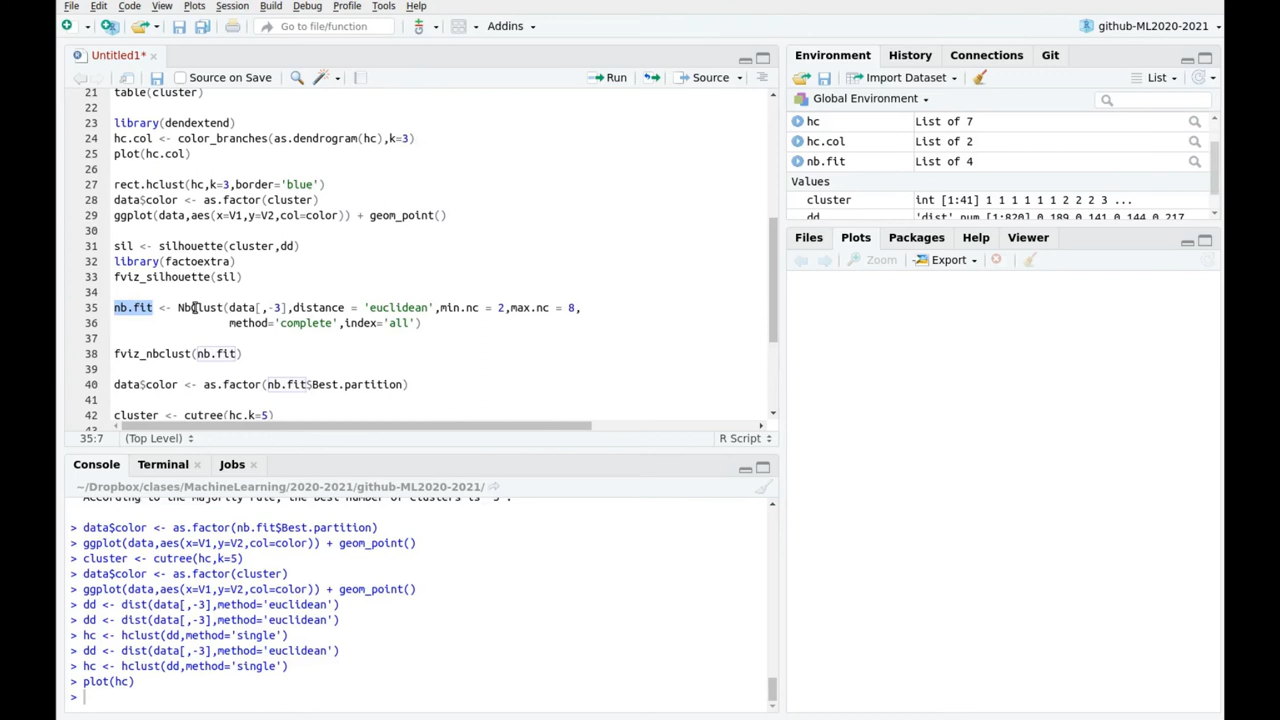 File Edit Code View Plots Session Build Debug Profile Tools Help
Go to file/function Addins github-ML2020-2021
Untitled1*
Source on Save Run Source
21 table(cluster)
22
23 library(dendextend)
24 hc.col <- color_branches(as.dendrogram(hc),k=3)
25 plot(hc.col)
26
27 rect.hclust(hc,k=3,border='blue')
28 data$color <- as.factor(cluster)
29 ggplot(data,aes(x=V1,y=V2,col=color)) + geom_point()
30
31 sil <- silhouette(cluster,dd)
32 library(factoextra)
33 fviz_silhouette(sil)
34
35 nb.fit <- NbClust(data[,-3],distance = 'euclidean',min.nc = 2,max.nc = 8,
36 method='complete',index='all')
37
38 fviz_nbclust(nb.fit)
39
40 data$color <- as.factor(nb.fit$Best.partition)
41
42 cluster <- cutree(hc,k=5)
43
35:7 (Top Level) R Script
Console Terminal Jobs
~/Dropbox/clases/MachineLearning/2020-2021/github-ML2020-2021/
* According to the majority rule, the best number of clusters is
> data$color <- as.factor(nb.fit$Best.partition)
> ggplot(data,aes(x=V1,y=V2,col=color)) + geom_point()
> cluster <- cutree(hc,k=5)
> data$color <- as.factor(cluster)
> ggplot(data,aes(x=V1,y=V2,col=color)) + geom_point()
> dd <- dist(data[,-3],method='euclidean')
> dd <- dist(data[,-3],method='euclidean')
> hc <- hclust(dd,method='single')
> dd <- dist(data[,-3],method='euclidean')
> hc <- hclust(dd,method='single')
> plot(hc)
>
Environment History Connections Git
Import Dataset List
Global Environment
hc List of 7
hc.col List of 2
nb.fit List of 4
Values
cluster int [1:41] 1 1 1 1 1 1 2 2 2 3 ...
dd 'dist' num [1:820] 0.189 0.141 0.144 0.217
Files Plots Packages Help Viewer
Zoom Export